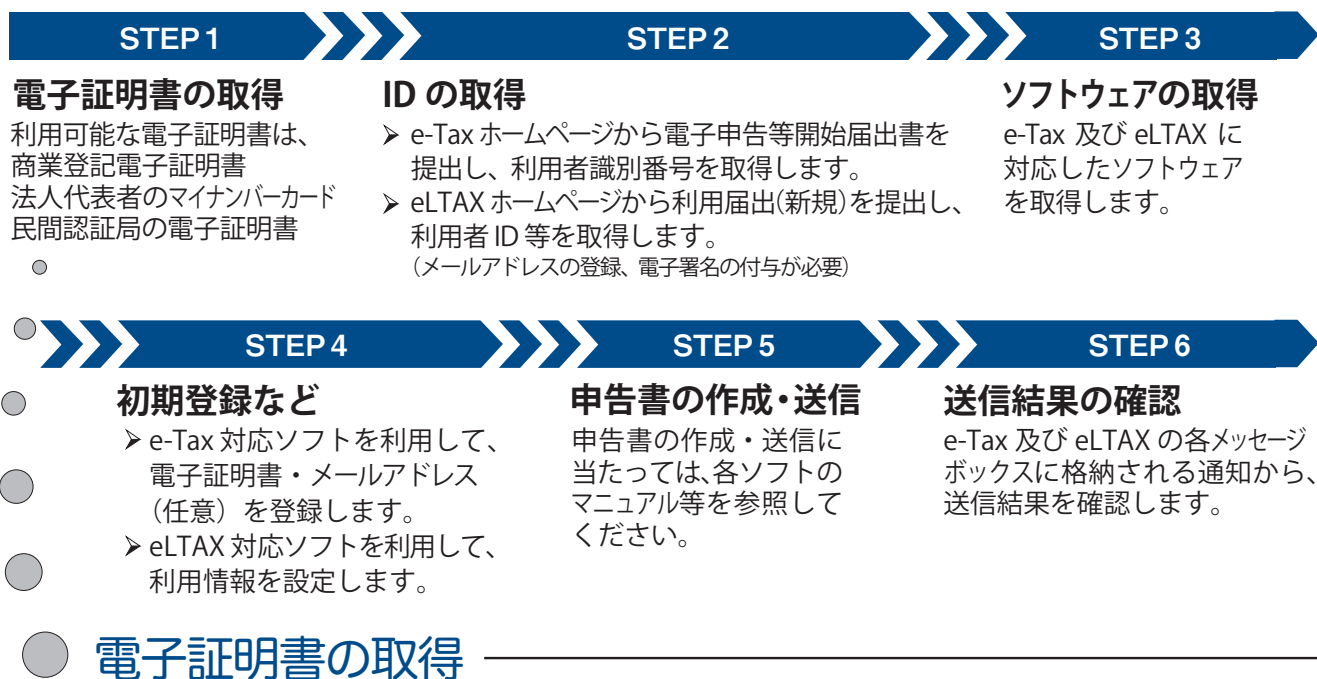 STEP 1
STEP 2
STEP 3
電子証明書の取得
利用可能な電子証明書は、
商業登記電子証明書
法人代表者のマイナンバーカード
民間認証局の電子証明書
ID の取得
➢ e-Tax ホームページから電子申告等開始届出書を
提出し、利用者識別番号を取得します。
➢ eLTAX ホームページから利用届出(新規)を提出し、
利用者 ID 等を取得します。
（メールアドレスの登録、電子署名の付与が必要）
ソフトウェアの取得
e-Tax 及び eLTAX に
対応したソフトウェア
を取得します。
STEP 4
STEP 5
STEP 6
初期登録など
➢ e-Tax 対応ソフトを利用して、
電子証明書・メールアドレス
（任意）を登録します。
➢ eLTAX 対応ソフトを利用して、
利用情報を設定します。
申告書の作成・送信
申告書の作成・送信に
当たっては、各ソフトの
マニュアル等を参照して
ください。
送信結果の確認
e-Tax 及び eLTAX の各メッセージ
ボックスに格納される通知から、
送信結果を確認します。
電子証明書の取得